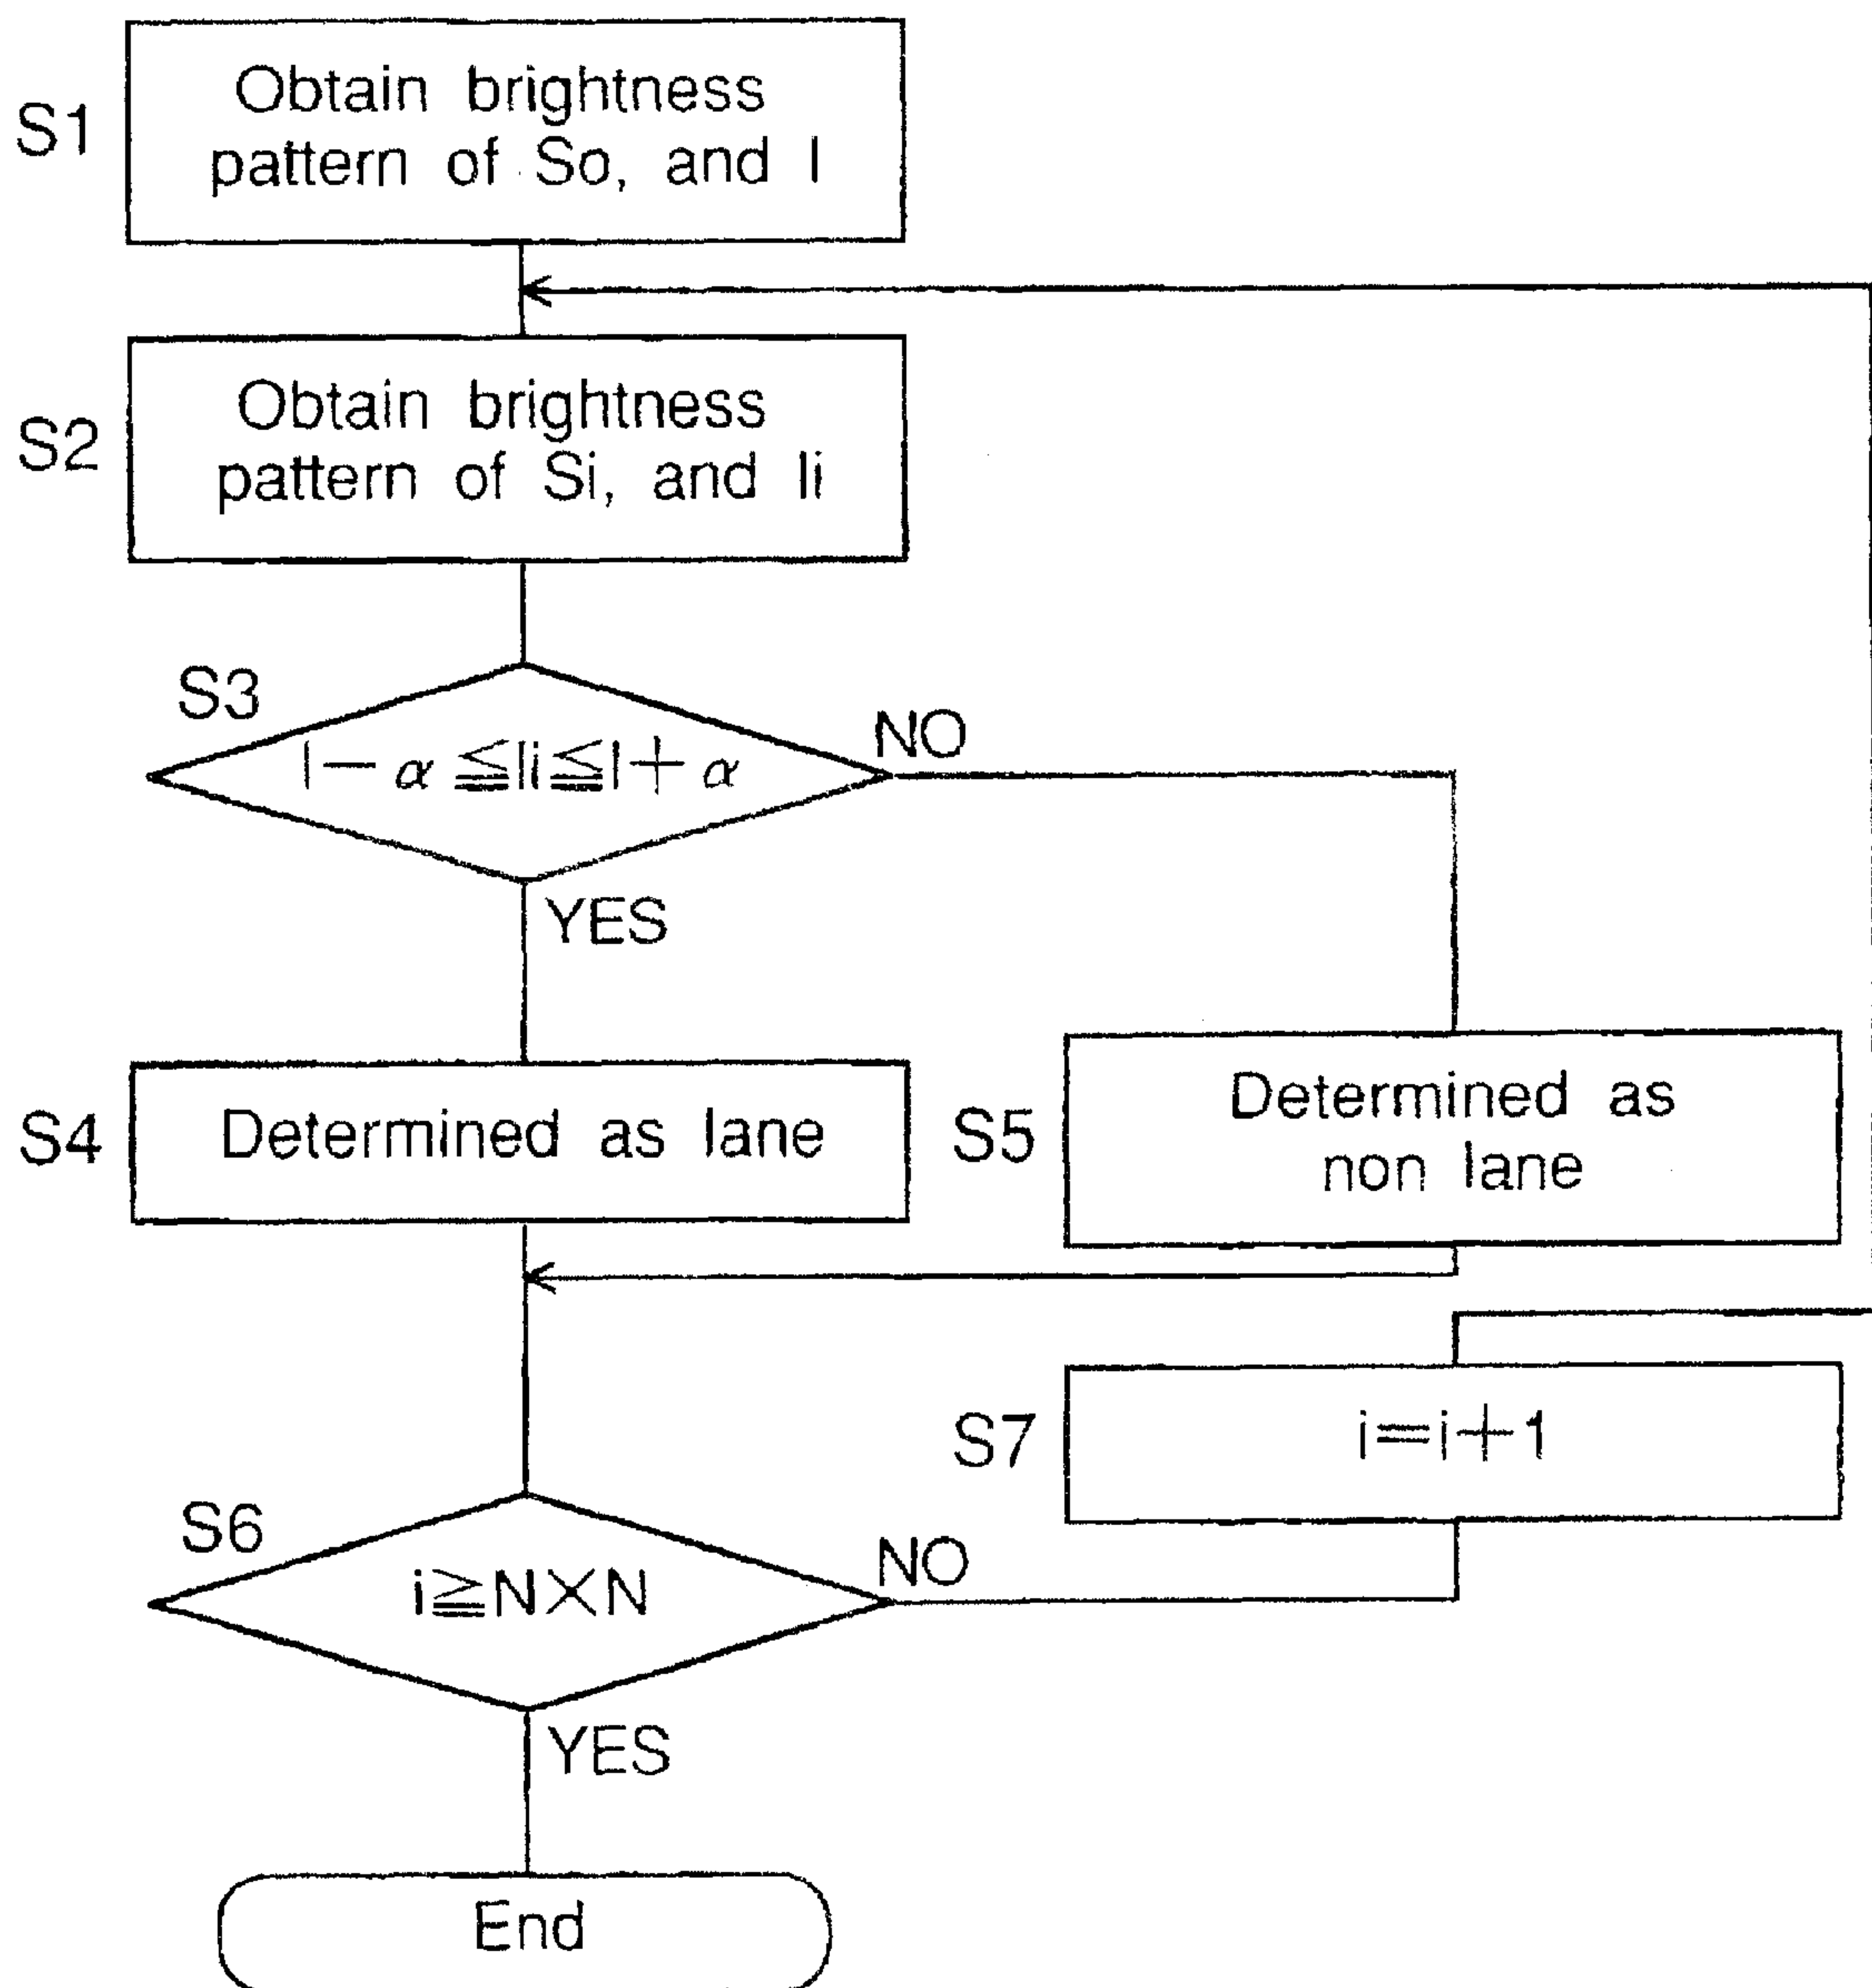 S1
Obtain brightness
pattern of So, and I
S2
Obtain brightness
pattern of Si, and Ii
S3
I－α≦Ii≦I＋α
NO
YES
S4
Determined as lane
S5
Determined as
non lane
S7
i＝i＋1
S6
i≧N×N
NO
YES
End